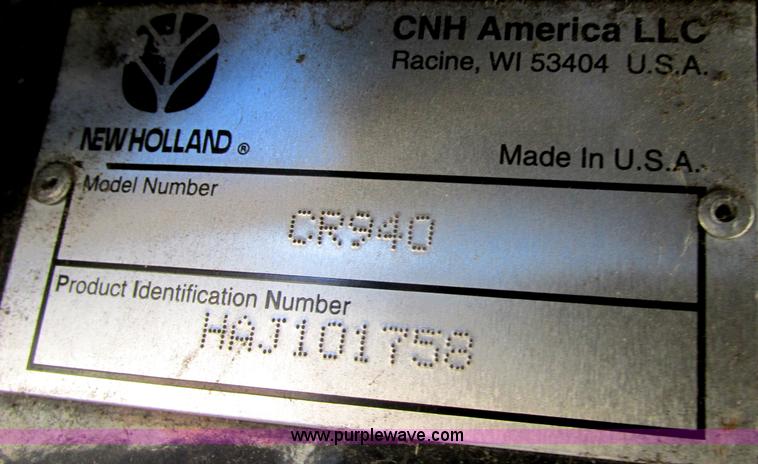 CNH America LLC
Racine, WI 53404 U.S.A.
NEW HOLLAND ®
Made In U.S.A.
Model Number
CR940
Product Identification Number
HAJ101758
www.purplewave.com